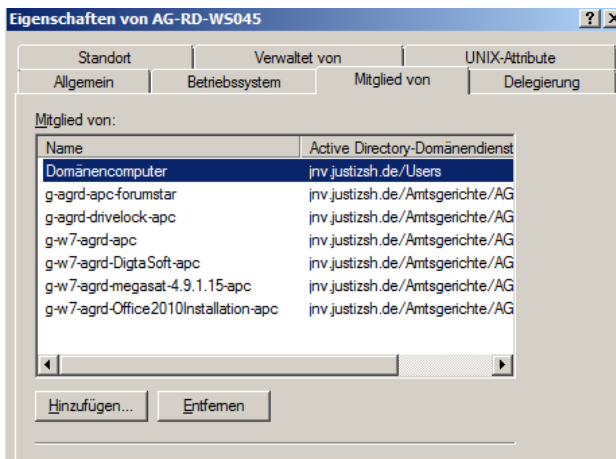 Eigenschaften von AG-RD-WS045
Standort Verwaltet von UNIX-Attribute
Allgemein Betriebssystem Mitglied von Delegierung
Mitglied von:
Name Active Directory-Domänendienst
Domänencomputer jnv.justizsh.de/Users
g-agrd-apc-forumstar jnv.justizsh.de/Amtsgerichte/AG
g-agrd-drivelock-apc jnv.justizsh.de/Amtsgerichte/AG
g-w7-agrd-apc jnv.justizsh.de/Amtsgerichte/AG
g-w7-agrd-DigtaSoft-apc jnv.justizsh.de/Amtsgerichte/AG
g-w7-agrd-megasat-4.9.1.15-apc jnv.justizsh.de/Amtsgerichte/AG
g-w7-agrd-Office2010Installation-apc jnv.justizsh.de/Amtsgerichte/AG
Hinzufügen... Entfernen